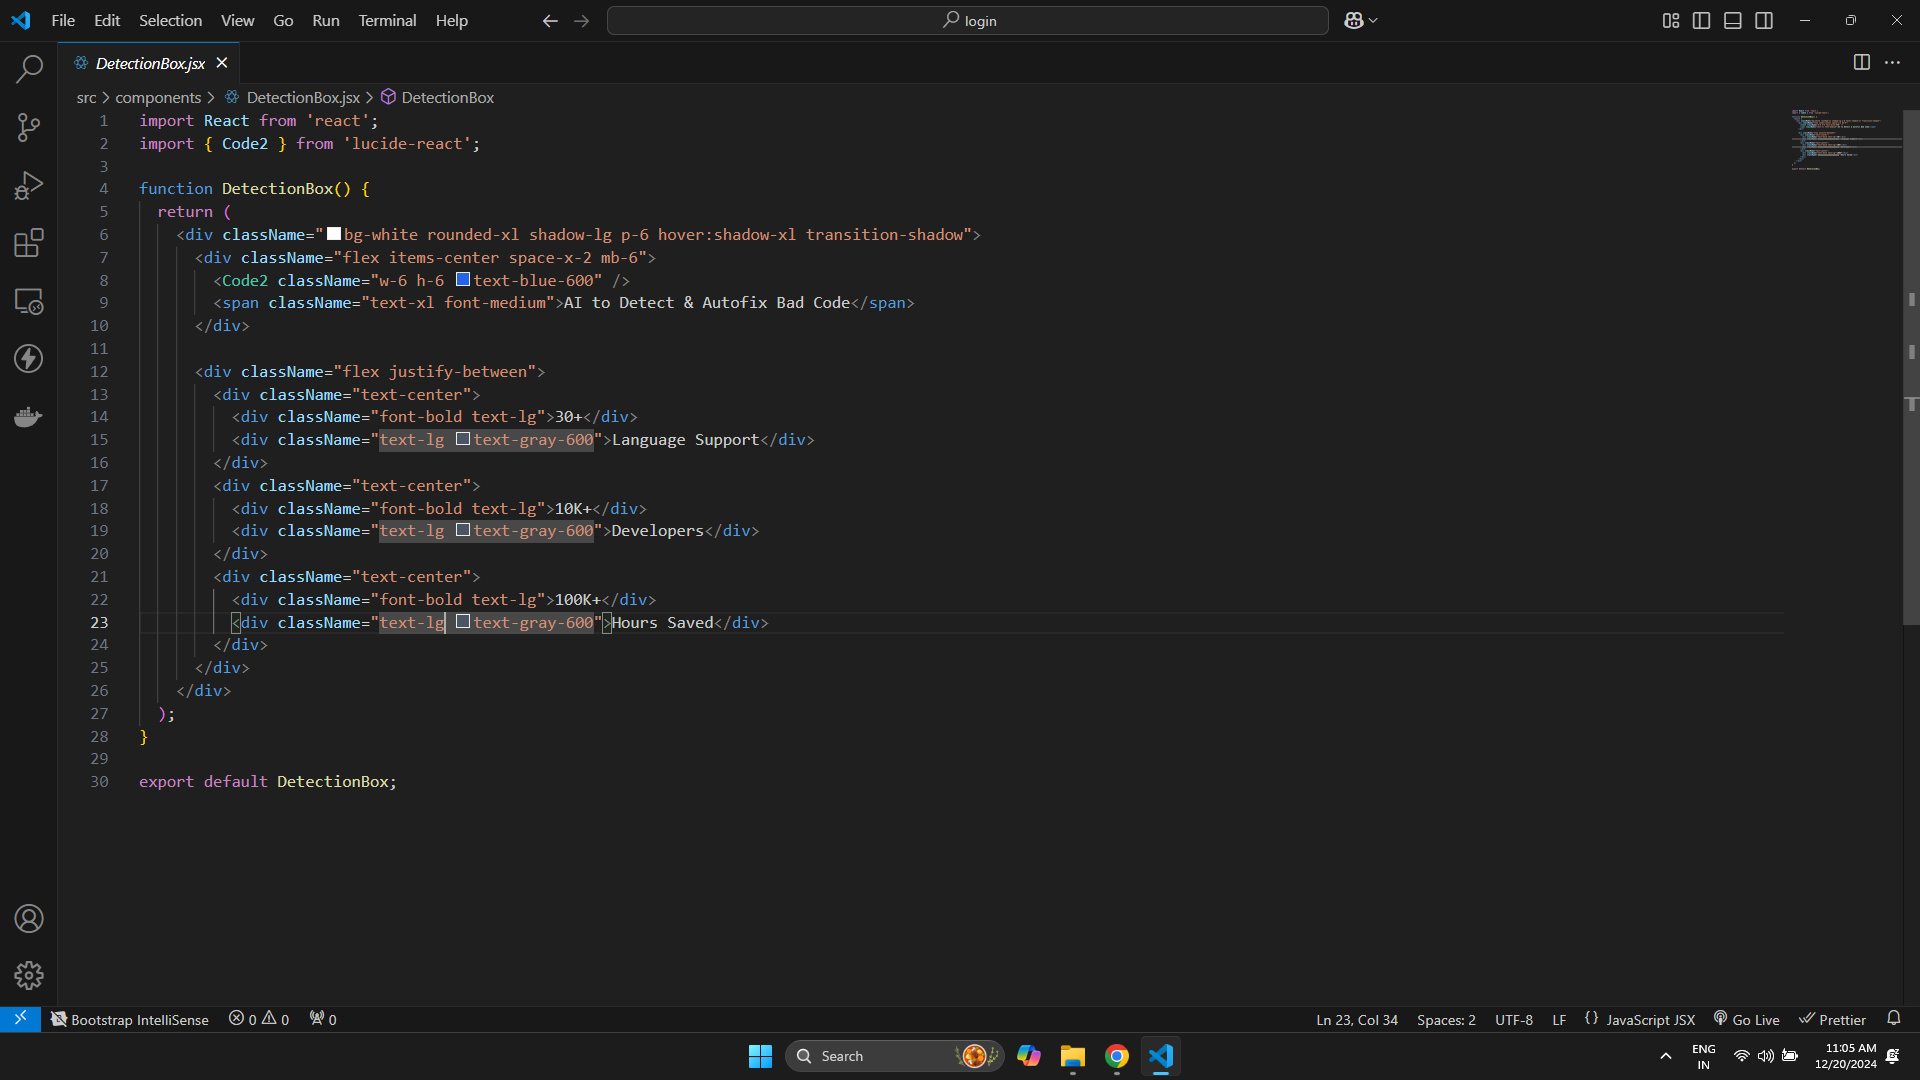 File Edit Selection View Go Run Terminal Help login
DetectionBox.jsx
src > components > DetectionBox.jsx > DetectionBox
1 import React from 'react';
2 import { Code2 } from 'lucide-react';
3
4 function DetectionBox() {
5 return (
6 <div className="bg-white rounded-xl shadow-lg p-6 hover:shadow-xl transition-shadow">
7 <div className="flex items-center space-x-2 mb-6">
8 <Code2 className="w-6 h-6 text-blue-600" />
9 <span className="text-xl font-medium">AI to Detect & Autofix Bad Code</span>
10 </div>
11
12 <div className="flex justify-between">
13 <div className="text-center">
14 <div className="font-bold text-lg">30+</div>
15 <div className="text-lg text-gray-600">Language Support</div>
16 </div>
17 <div className="text-center">
18 <div className="font-bold text-lg">10K+</div>
19 <div className="text-lg text-gray-600">Developers</div>
20 </div>
21 <div className="text-center">
22 <div className="font-bold text-lg">100K+</div>
23 <div className="text-lg text-gray-600">Hours Saved</div>
24 </div>
25 </div>
26 </div>
27 );
28 }
29
30 export default DetectionBox;
Bootstrap IntelliSense 0 0 0 Ln 23, Col 34 Spaces: 2 UTF-8 LF {} JavaScript JSX Go Live Prettier
Search ENG IN 11:05 AM 12/20/2024